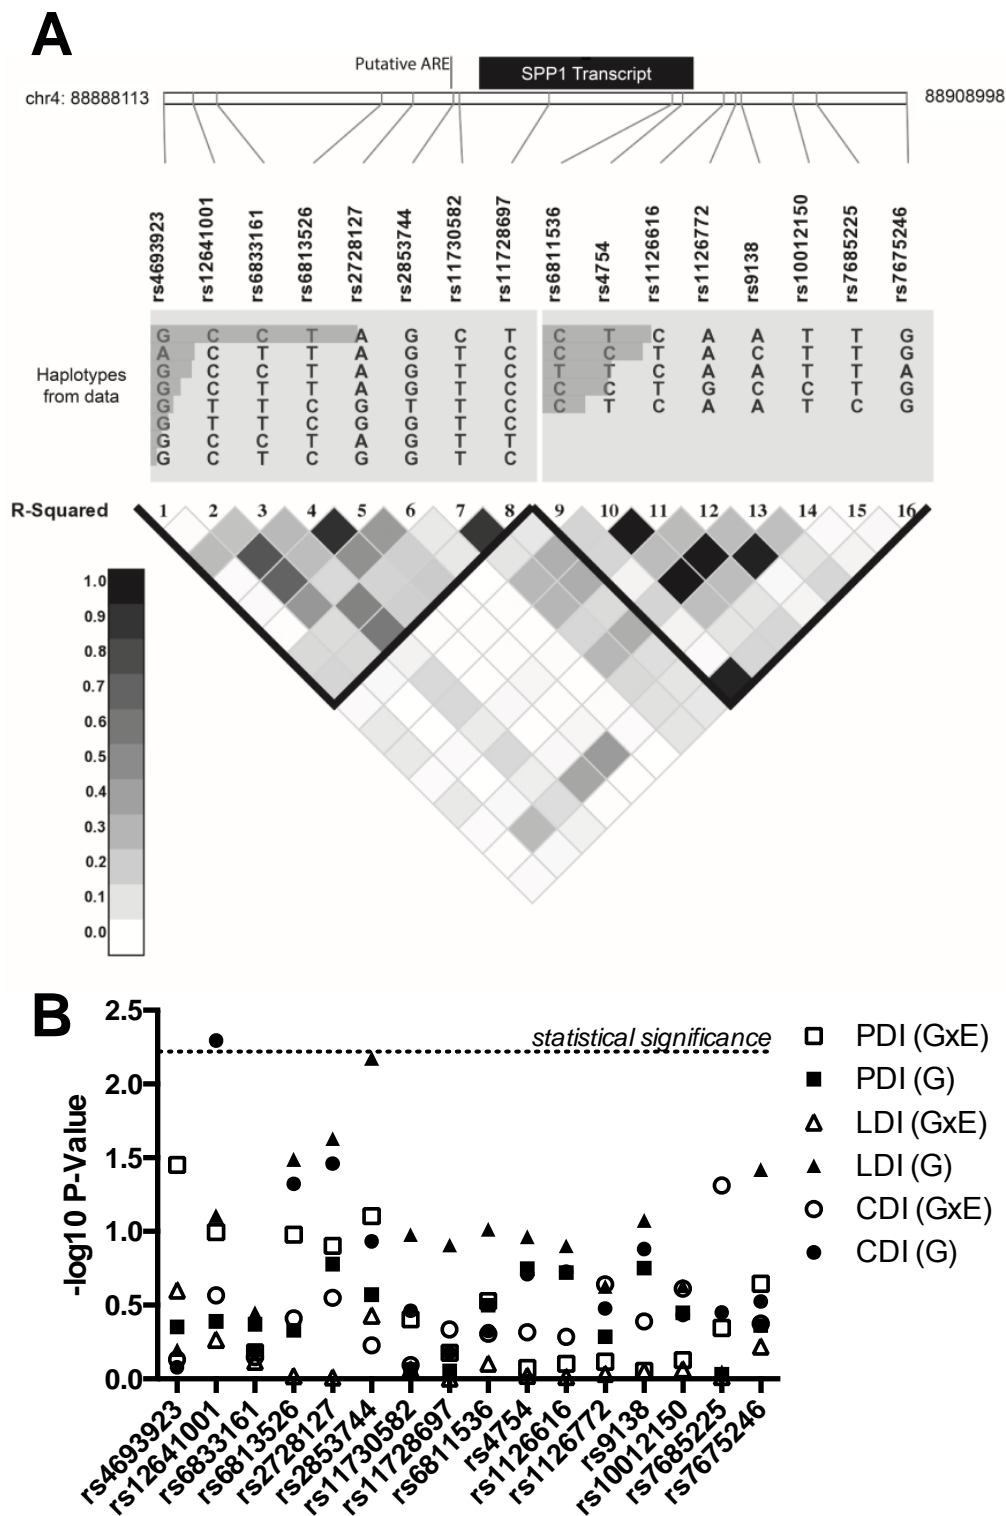 A
Putative ARE
SPP1 Transcript
chr4: 88888113
88908998
rs4693923 rs12641001 rs6833161 rs6813526 rs2728127 rs2853744 rs11730582 rs11728697 rs6811536 rs4754 rs1126616 rs1126772 rs9138 rs10012150 rs7685225 rs7675246
Haplotypes
from data
G C C T A G C T C T C A A T T G
A C T T A G T C C C T A C T T G
G C C T A G T C T T C A A T T A
G C T T A G T C C C T G C C T G
G T T C G T T C C T C A A T C G
G T T C G G T C
G C C T A G T T
G C T C G G T C
R-Squared
1 2 3 4 5 6 7 8 9 10 11 12 13 14 15 16
1.0
0.9
0.8
0.7
0.6
0.5
0.4
0.3
0.2
0.1
0.0
B
-log10 P-Value
2.5
2.0
1.5
1.0
0.5
0.0
statistical significance
PDI (GxE)
PDI (G)
LDI (GxE)
LDI (G)
CDI (GxE)
CDI (G)
rs4693923 rs12641001 rs6833161 rs6813526 rs2728127 rs2853744 rs11730582 rs11728697 rs6811536 rs4754 rs1126616 rs1126772 rs9138 rs10012150 rs7685225 rs7675246